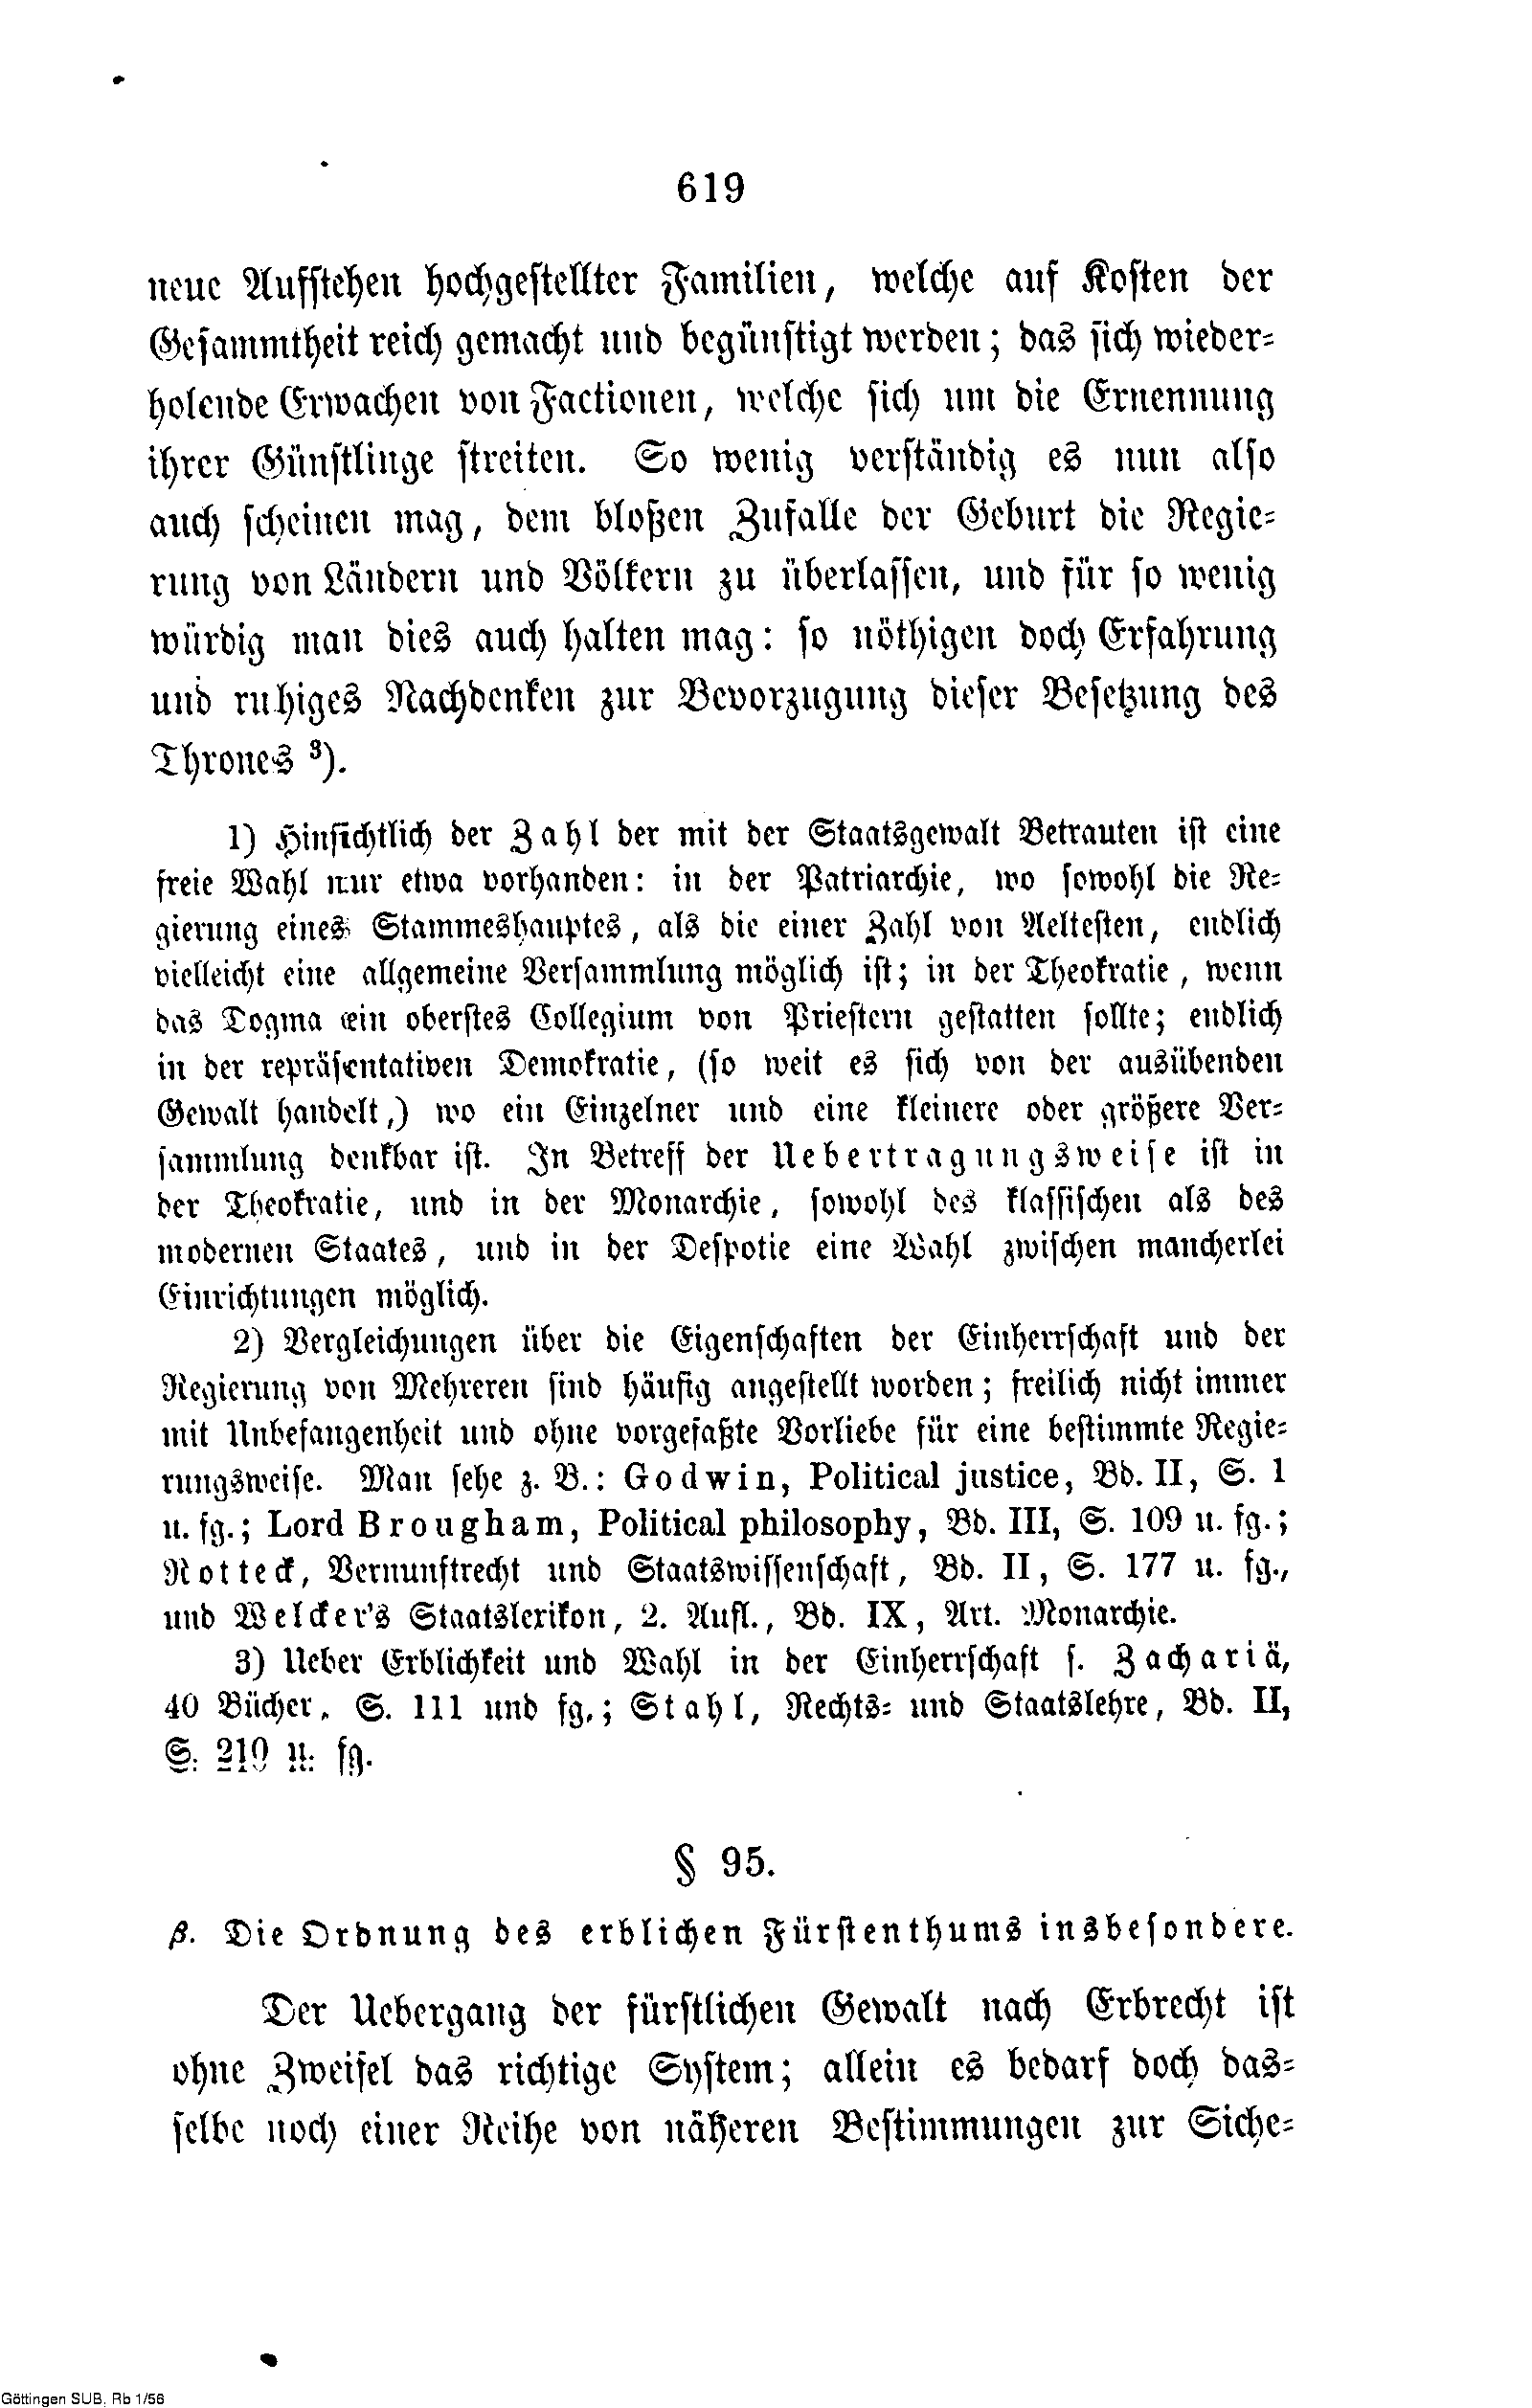 619
neue Aufstehen hochgestellter Familien, welche auf Kosten der
Gesammtheit reich gemacht und begünstigt werden; das sich wieder-
holende Erwachen von Factionen, welche sich um die Ernennung
ihrer Günstlinge streiten. So wenig verständig es nun also
auch scheinen mag, dem bloßen Zufalle der Geburt die Regie-
rung von Ländern und Völkern zu überlassen, und für so wenig
würdig man dies auch halten mag: so nöthigen doch Erfahrung
und ruhiges Nachdenken zur Bevorzugung dieser Besetzung des
Thrones ³).
1) Hinsichtlich der Zahl der mit der Staatsgewalt Betrauten ist eine
freie Wahl nur etwa vorhanden: in der Patriarchie, wo sowohl die Re-
gierung eines Stammeshauptes, als die einer Zahl von Aeltesten, endlich
vielleicht eine allgemeine Versammlung möglich ist; in der Theokratie, wenn
das Dogma ein oberstes Collegium von Priestern gestatten sollte; endlich
in der repräsentativen Demokratie, (so weit es sich von der ausübenden
Gewalt handelt,) wo ein Einzelner und eine kleinere oder größere Ver-
sammlung denkbar ist. In Betreff der Uebertragungsweise ist in
der Theokratie, und in der Monarchie, sowohl des klassischen als des
modernen Staates, und in der Despotie eine Wahl zwischen mancherlei
Einrichtungen möglich.
2) Vergleichungen über die Eigenschaften der Einherrschaft und der
Regierung von Mehreren sind häufig angestellt worden; freilich nicht immer
mit Unbefangenheit und ohne vorgefaßte Vorliebe für eine bestimmte Regie-
rungsweise. Man sehe z. B.: Godwin, Political justice, Bd. II, S. 1
u. fg.; Lord Brougham, Political philosophy, Bd. III, S. 109 u. fg.;
Rotteck, Vernunftrecht und Staatswissenschaft, Bd. II, S. 177 u. fg.,
und Welcker's Staatslexikon, 2. Aufl., Bd. IX, Art. Monarchie.
3) Ueber Erblichkeit und Wahl in der Einherrschaft s. Zachariä,
40 Bücher, S. 111 und fg.; Stahl, Rechts- und Staatslehre, Bd. II,
S. 210 u. fg.
§ 95.
β. Die Ordnung des erblichen Fürstenthums insbesondere.
Der Uebergang der fürstlichen Gewalt nach Erbrecht ist
ohne Zweifel das richtige System; allein es bedarf doch das-
selbe noch einer Reihe von näheren Bestimmungen zur Siche-
Göttingen SUB, Rb 1/56